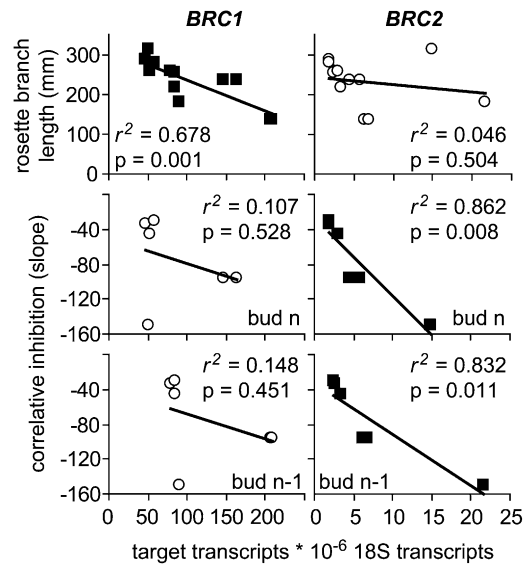 BRC1 BRC2
rosette branch
length (mm)
300
200
100
0
r² = 0.678
p = 0.001
r² = 0.046
p = 0.504
correlative inhibition (slope)
-40
-80
-120
-160
r² = 0.107
p = 0.528
bud n
r² = 0.862
p = 0.008
bud n
-40
-80
-120
-160
r² = 0.148
p = 0.451
bud n-1
r² = 0.832
p = 0.011
bud n-1
0 50 100 150 200 0 5 10 15 20 25
target transcripts * 10⁻⁶ 18S transcripts